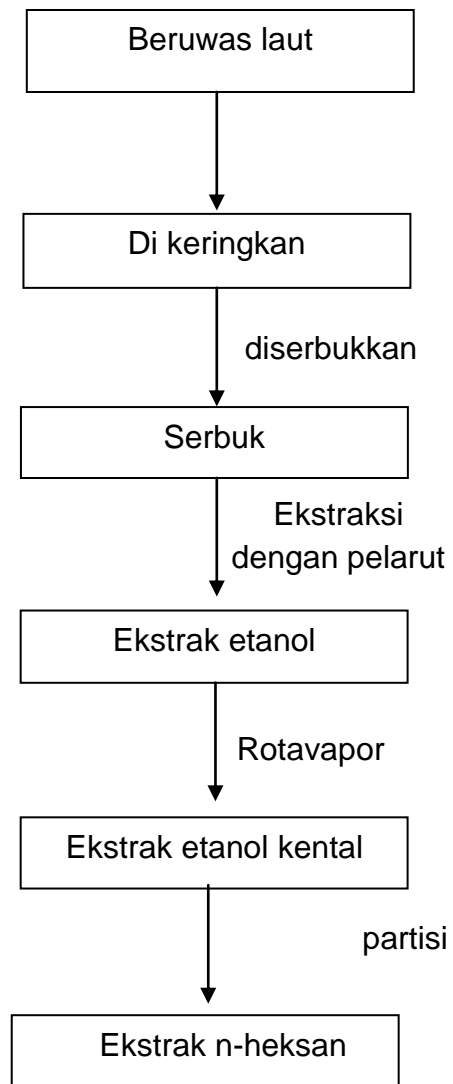 Beruwas laut
Di keringkan
diserbukkan
Serbuk
Ekstraksi
dengan pelarut
Ekstrak etanol
Rotavapor
Ekstrak etanol kental
partisi
Ekstrak n-heksan